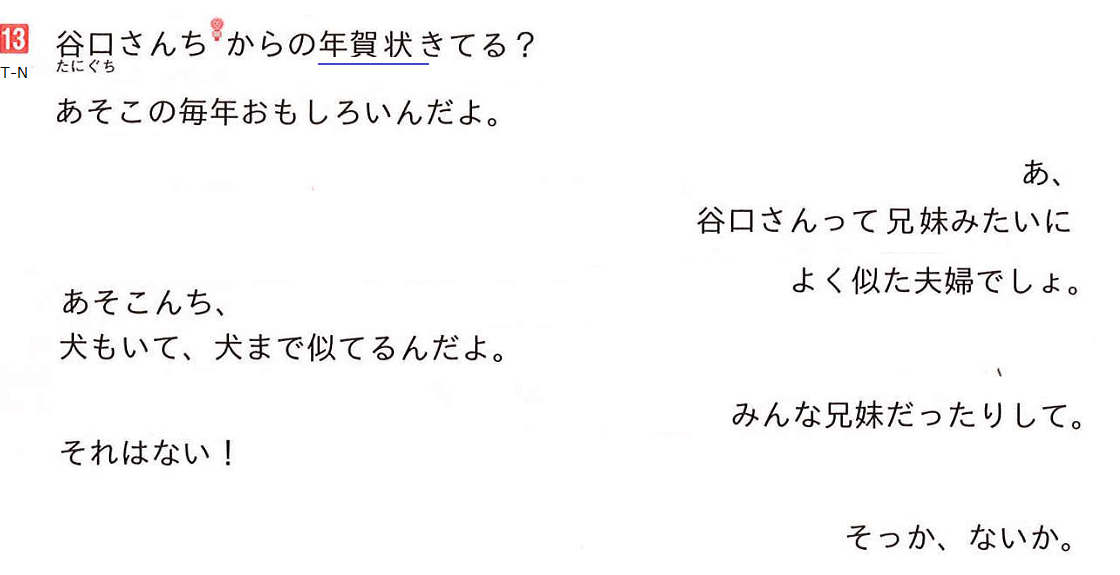 13 谷口さんちからの年賀状きてる？
たにぐち
T-N
あそこの毎年おもしろいんだよ。
あ、
谷口さんって兄妹みたいに
よく似た夫婦でしょ。
あそこんち、
犬もいて、犬まで似てるんだよ。
みんな兄妹だったりして。
それはない！
そっか、ないか。